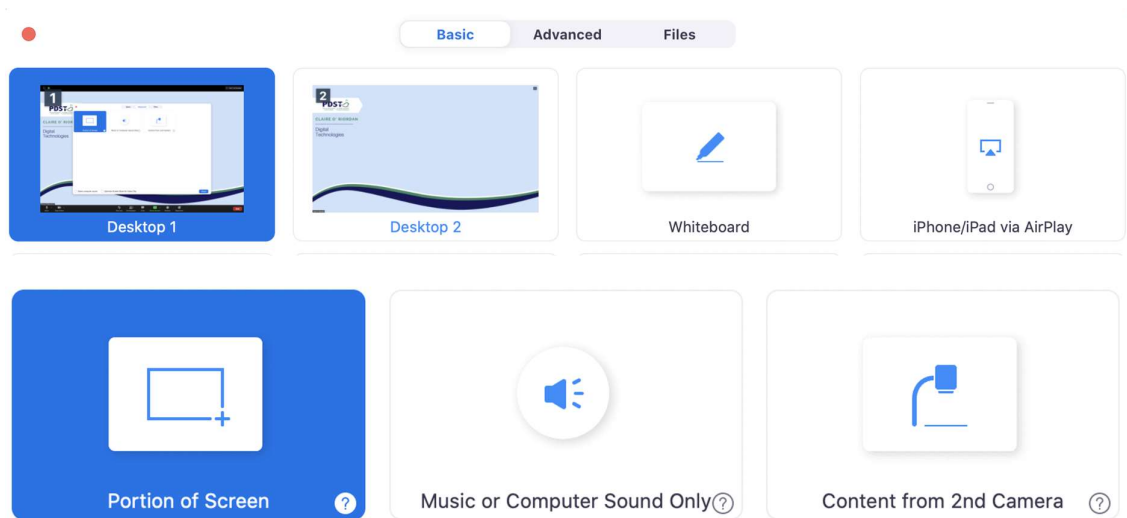 Basic Advanced Files
1
PDST
CLAIRE O' RIORDAN
Digital
Technologies
Desktop 1
2
PDST
CLAIRE O' RIORDAN
Digital
Technologies
Desktop 2
Whiteboard
iPhone/iPad via AirPlay
Portion of Screen ?
Music or Computer Sound Only ?
Content from 2nd Camera ?